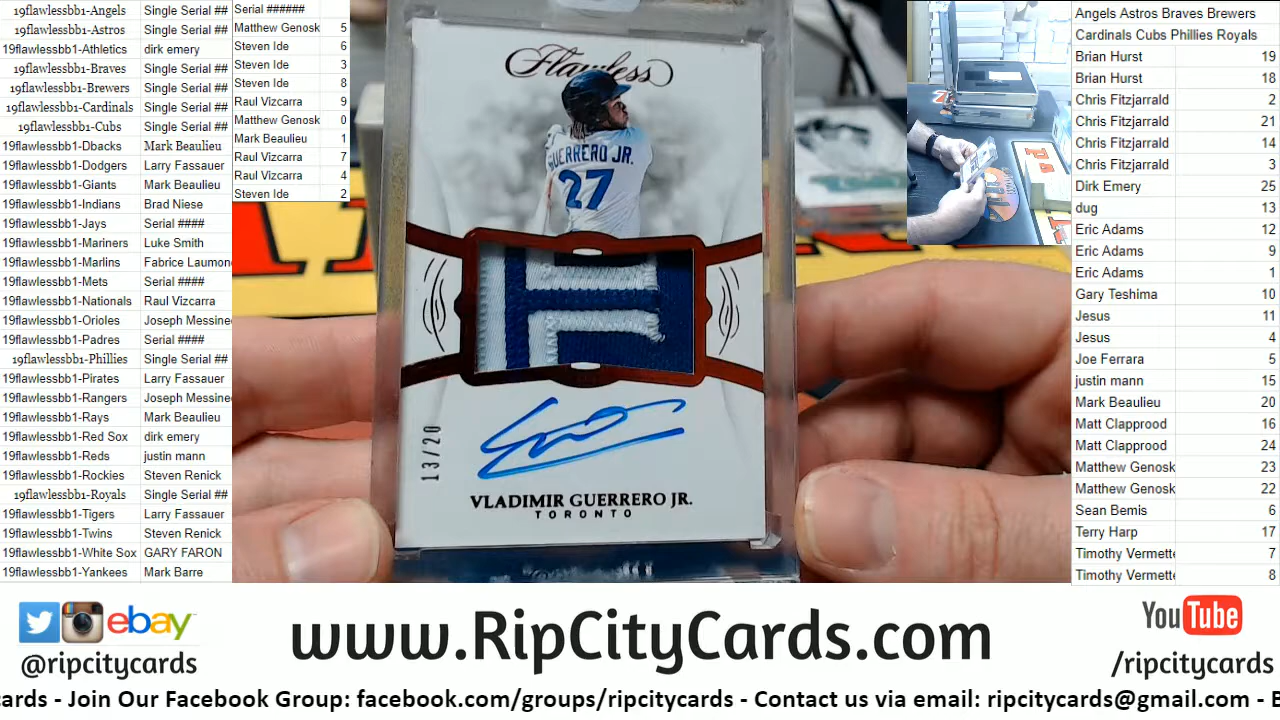 19flawlessbb1-Angels Single Serial ##
19flawlessbb1-Astros Single Serial ##
19flawlessbb1-Athletics dirk emery
19flawlessbb1-Braves Single Serial ##
19flawlessbb1-Brewers Single Serial ##
19flawlessbb1-Cardinals Single Serial ##
19flawlessbb1-Cubs Single Serial ##
19flawlessbb1-Dbacks Mark Beaulieu
19flawlessbb1-Dodgers Larry Fassauer
19flawlessbb1-Giants Mark Beaulieu
19flawlessbb1-Indians Brad Niese
19flawlessbb1-Jays Serial ####
19flawlessbb1-Mariners Luke Smith
19flawlessbb1-Marlins Fabrice Laumon
19flawlessbb1-Mets Serial ####
19flawlessbb1-Nationals Raul Vizcarra
19flawlessbb1-Orioles Joseph Messine
19flawlessbb1-Padres Serial ####
19flawlessbb1-Phillies Single Serial ##
19flawlessbb1-Pirates Larry Fassauer
19flawlessbb1-Rangers Joseph Messine
19flawlessbb1-Rays Mark Beaulieu
19flawlessbb1-Red Sox dirk emery
19flawlessbb1-Reds justin mann
19flawlessbb1-Rockies Steven Renick
19flawlessbb1-Royals Single Serial ##
19flawlessbb1-Tigers Larry Fassauer
19flawlessbb1-Twins Steven Renick
19flawlessbb1-White Sox GARY FARON
19flawlessbb1-Yankees Mark Barre
Serial ######
Matthew Genosk 5
Steven Ide 6
Steven Ide 3
Steven Ide 8
Raul Vizcarra 9
Matthew Genosk 0
Mark Beaulieu 1
Raul Vizcarra 7
Raul Vizcarra 4
Steven Ide 2
Flawless
GUERRERO JR.
27
13/20
VLADIMIR GUERRERO JR.
TORONTO
Angels Astros Braves Brewers
Cardinals Cubs Phillies Royals
Brian Hurst 19
Brian Hurst 18
Chris Fitzjarrald 2
Chris Fitzjarrald 21
Chris Fitzjarrald 14
Chris Fitzjarrald 3
Dirk Emery 25
dug 13
Eric Adams 12
Eric Adams 9
Eric Adams 1
Gary Teshima 10
Jesus 11
Jesus 4
Joe Ferrara 5
justin mann 15
Mark Beaulieu 20
Matt Clapprood 16
Matt Clapprood 24
Matthew Genosk 23
Matthew Genosk 22
Sean Bemis 6
Terry Harp 17
Timothy Vermette 7
Timothy Vermette 8
ebay
@ripcitycards
www.RipCityCards.com
YouTube
/ripcitycards
cards - Join Our Facebook Group: facebook.com/groups/ripcitycards - Contact us via email: ripcitycards@gmail.com - E